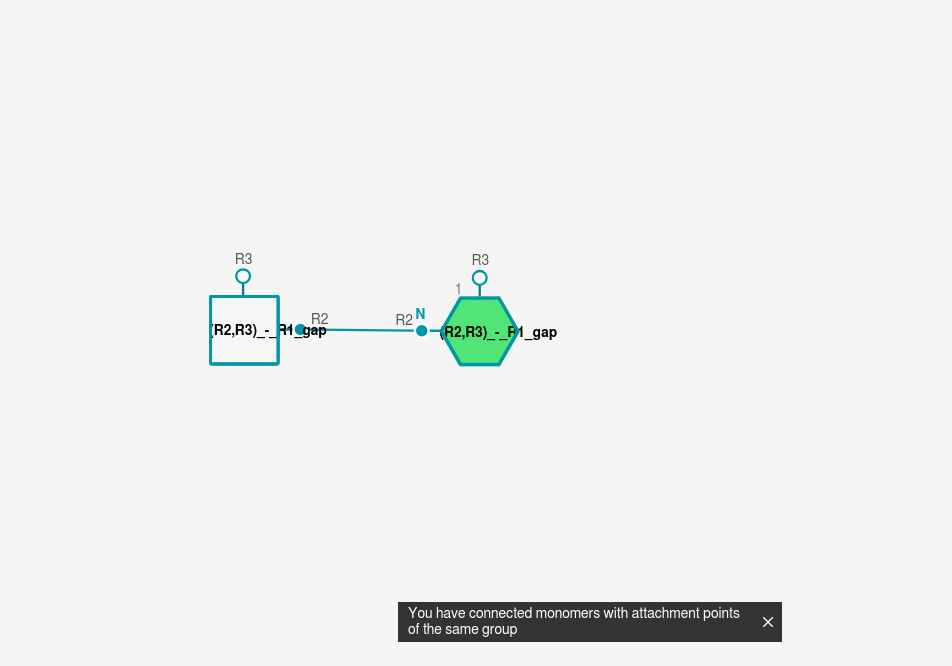 R3
R3
1
N
R2
R2
(R2,R3)_-_R1_gap
(R2,R3)_-_R1_gap
You have connected monomers with attachment points
of the same group